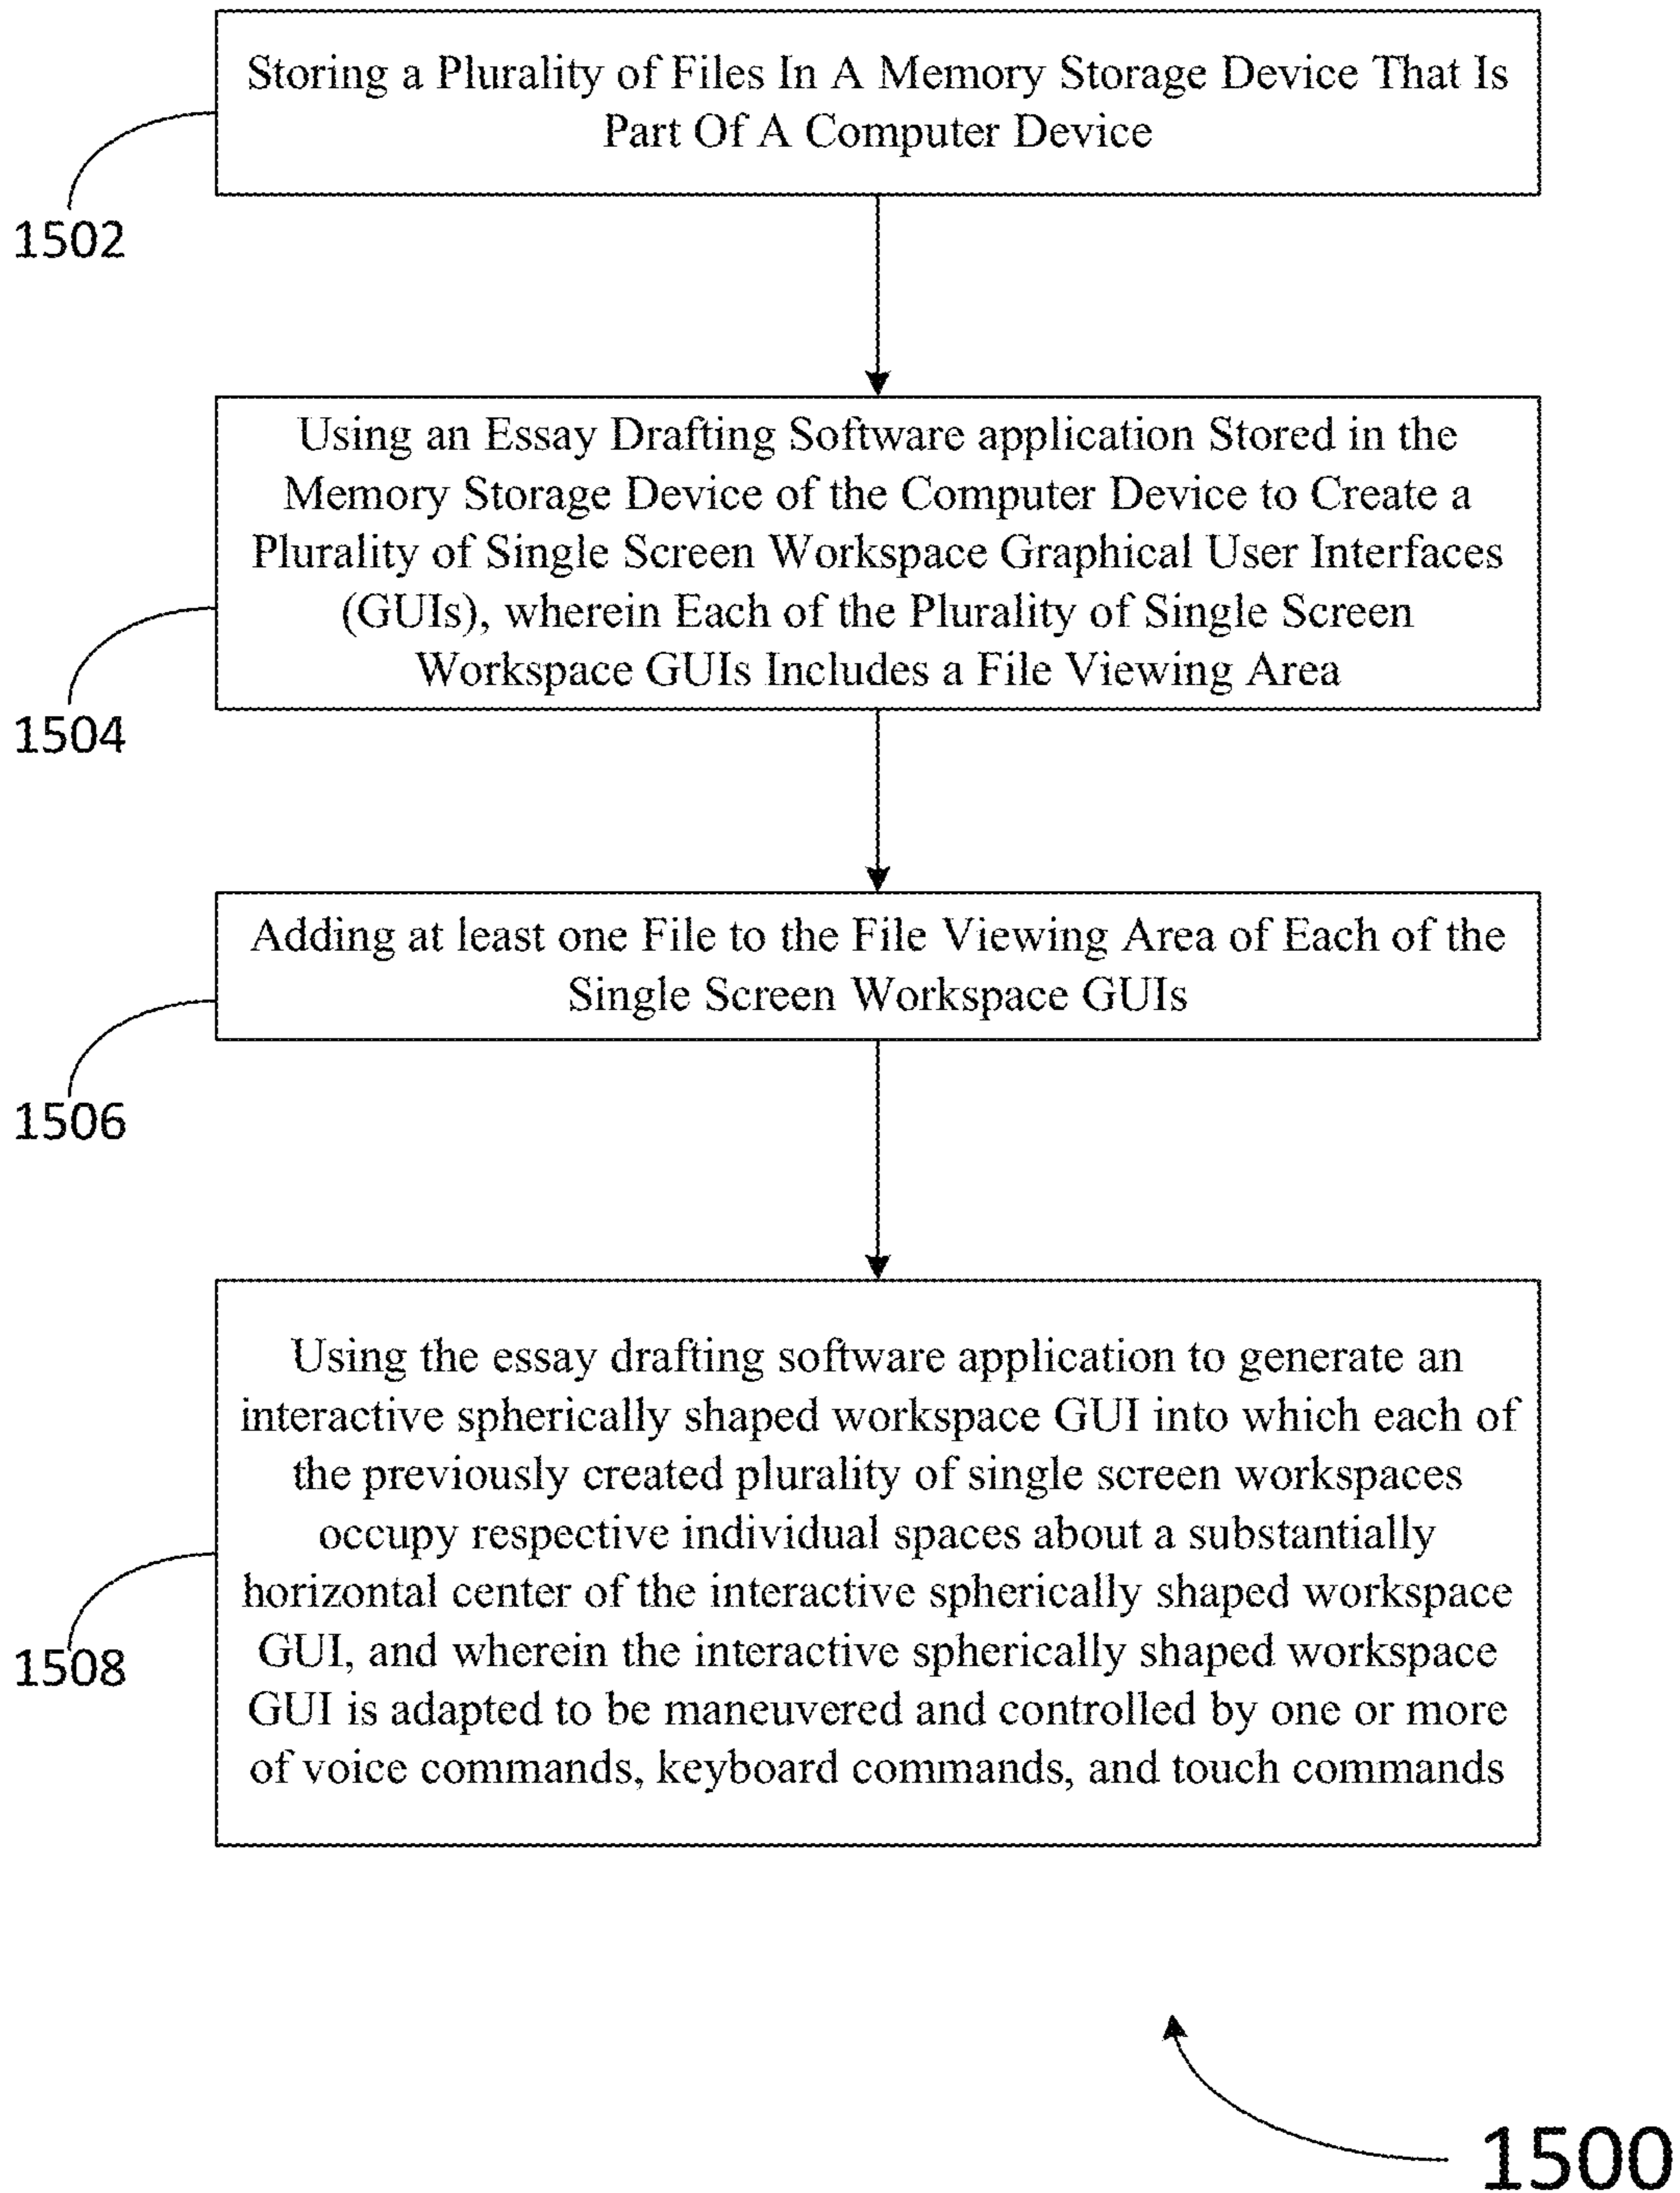 Storing a Plurality of Files In A Memory Storage Device That Is
Part Of A Computer Device
1502
Using an Essay Drafting Software application Stored in the
Memory Storage Device of the Computer Device to Create a
Plurality of Single Screen Workspace Graphical User Interfaces
(GUIs), wherein Each of the Plurality of Single Screen
Workspace GUIs Includes a File Viewing Area
1504
Adding at least one File to the File Viewing Area of Each of the
Single Screen Workspace GUIs
1506
Using the essay drafting software application to generate an
interactive spherically shaped workspace GUI into which each of
the previously created plurality of single screen workspaces
occupy respective individual spaces about a substantially
horizontal center of the interactive spherically shaped workspace
GUI, and wherein the interactive spherically shaped workspace
GUI is adapted to be maneuvered and controlled by one or more
of voice commands, keyboard commands, and touch commands
1508
1500